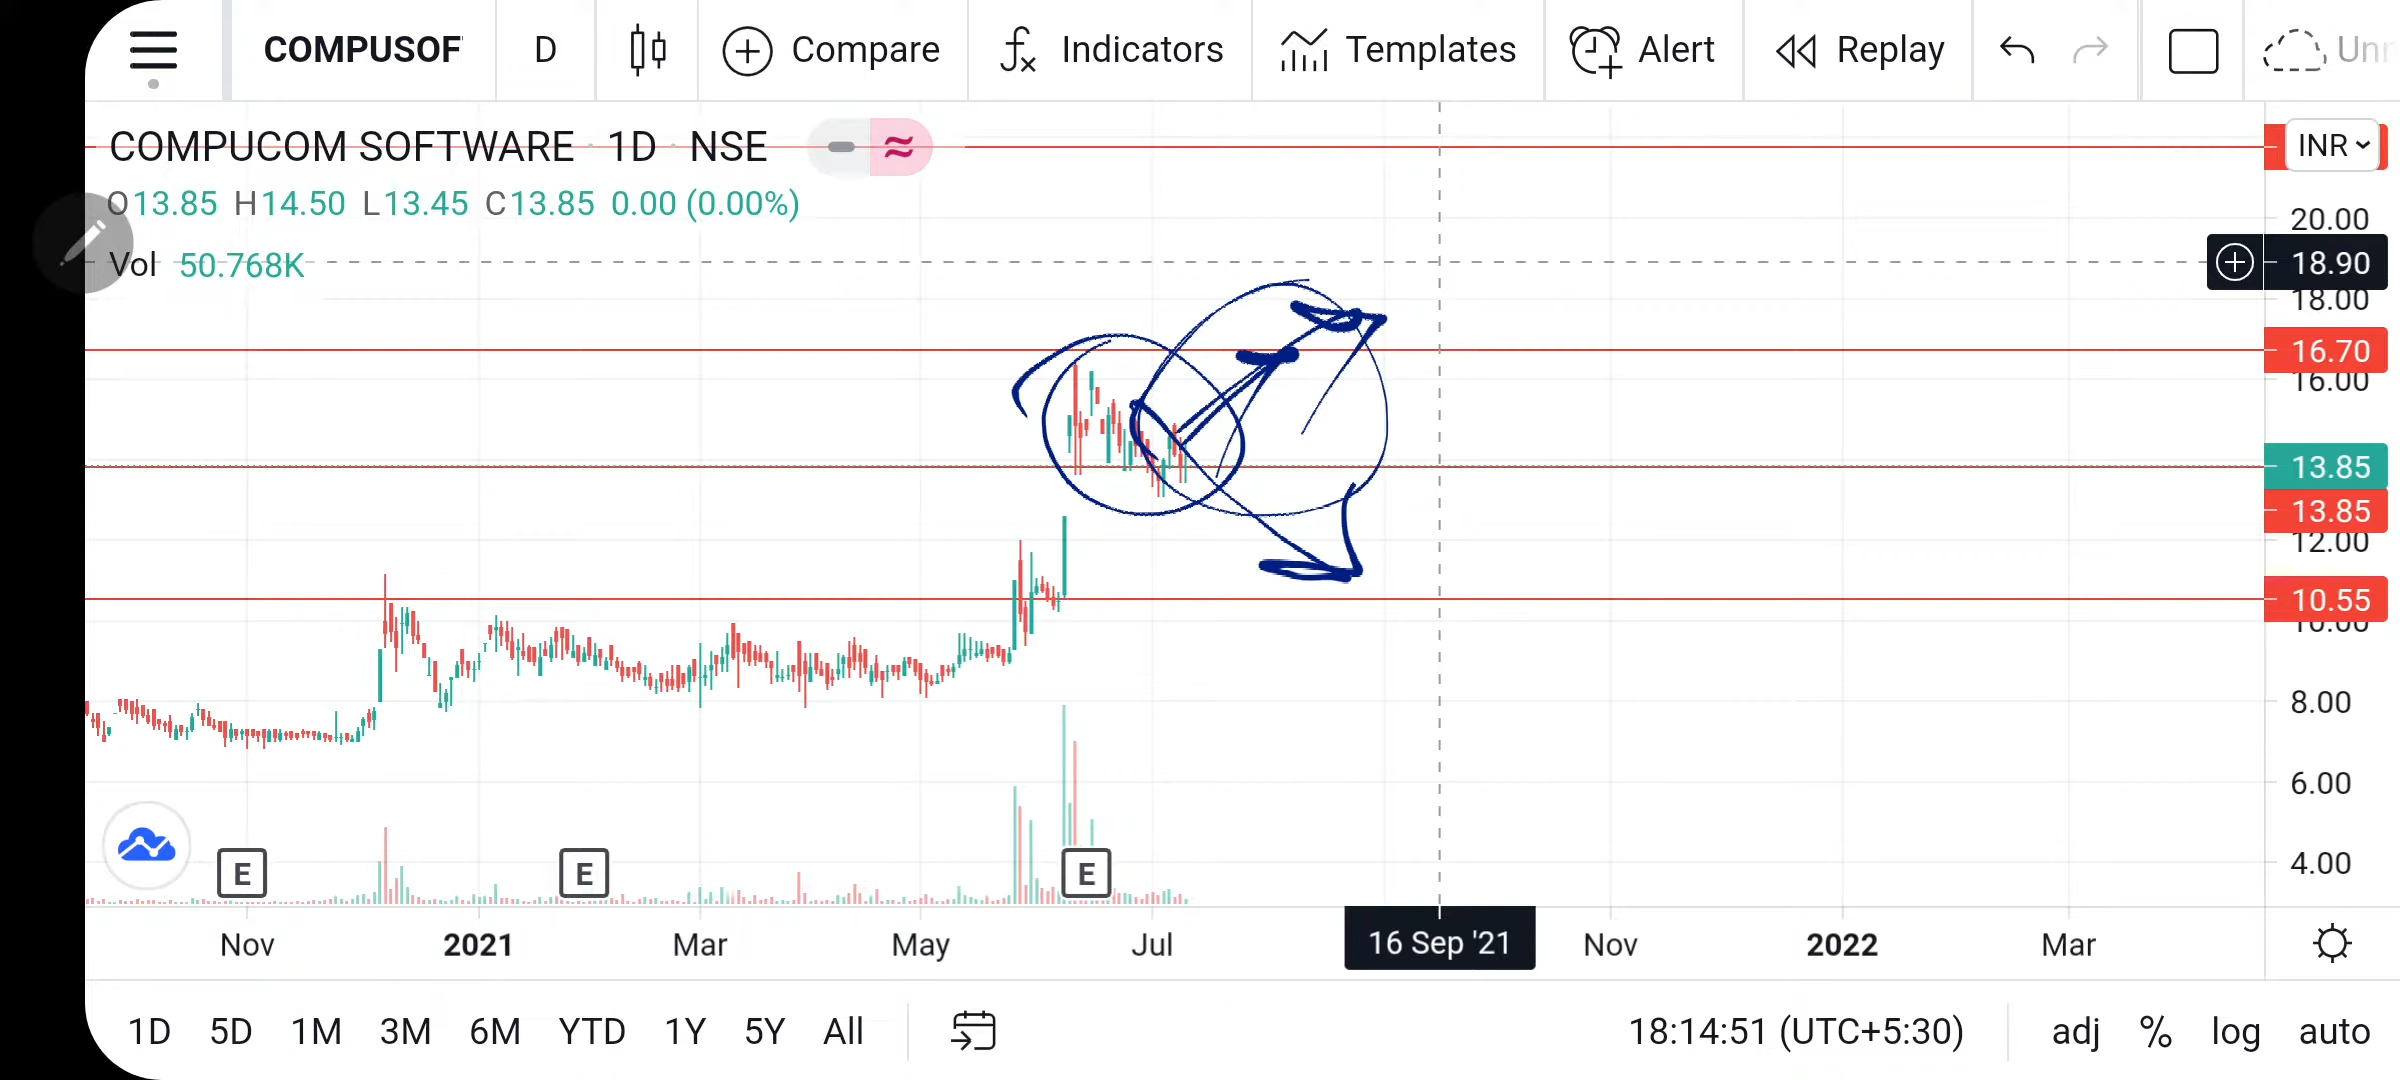 COMPUSOF D Compare Indicators Templates Alert Replay
COMPUCOM SOFTWARE · 1D · NSE
INR
O13.85 H14.50 L13.45 C13.85 0.00 (0.00%)
20.00
Vol 50.768K
18.90
18.00
16.70
16.00
13.85
13.85
12.00
10.55
10.00
8.00
6.00
4.00
E E E
Nov 2021 Mar May Jul 16 Sep '21 Nov 2022 Mar
1D 5D 1M 3M 6M YTD 1Y 5Y All 18:14:51 (UTC+5:30) adj % log auto